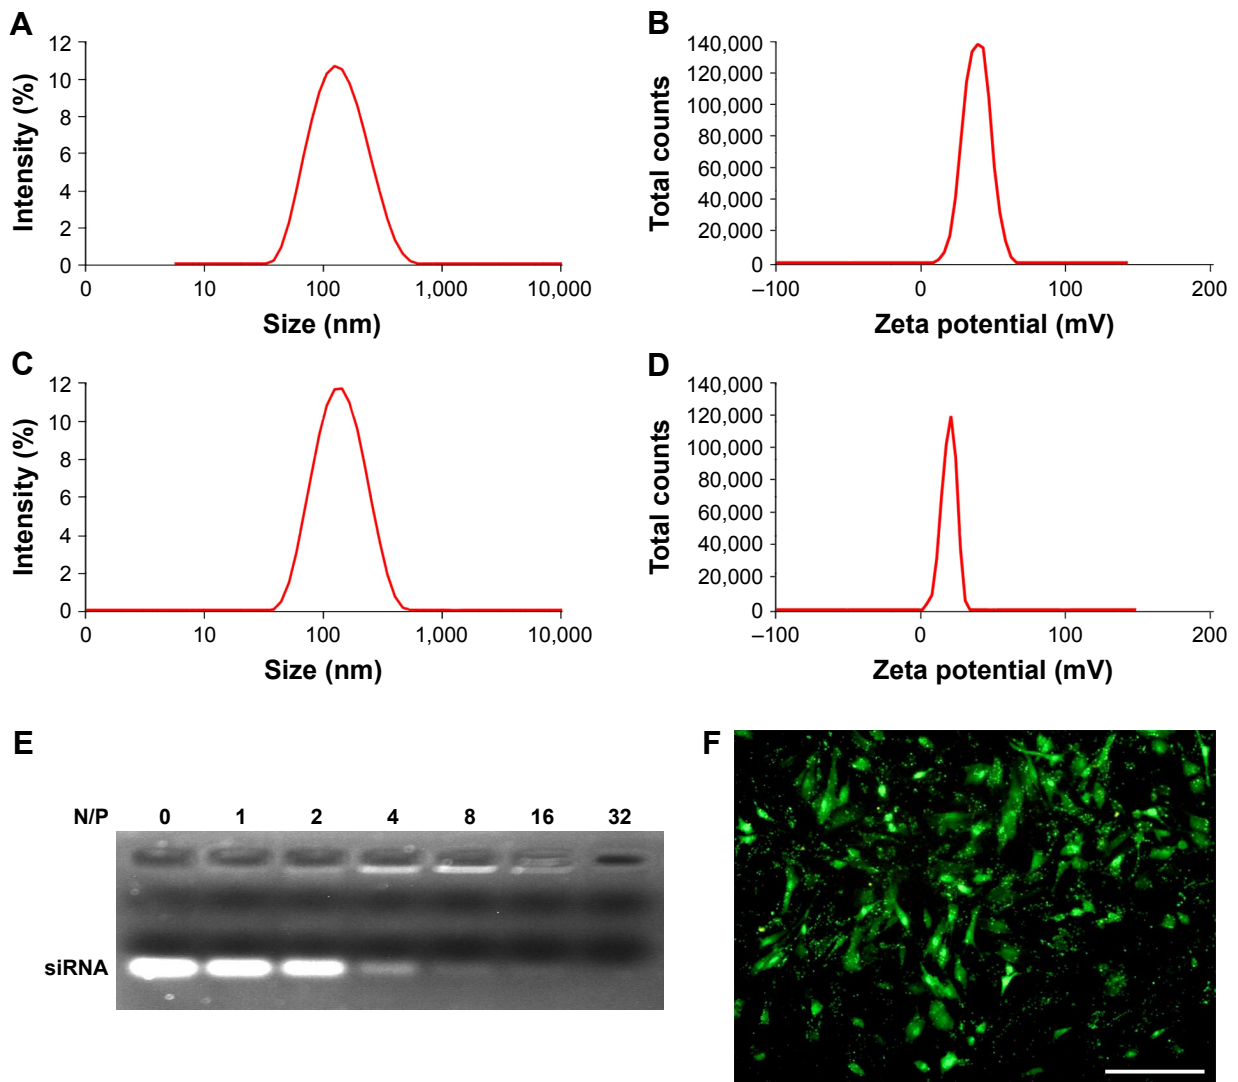 A
Intensity (%)
12
10
8
6
4
2
0
0 10 100 1,000 10,000
Size (nm)
B
Total counts
140,000
120,000
100,000
80,000
60,000
40,000
20,000
0
–100 0 100 200
Zeta potential (mV)
C
Intensity (%)
12
10
8
6
4
2
0
0 10 100 1,000 10,000
Size (nm)
D
Total counts
140,000
120,000
100,000
80,000
60,000
40,000
20,000
0
–100 0 100 200
Zeta potential (mV)
E
N/P 0 1 2 4 8 16 32
siRNA
F